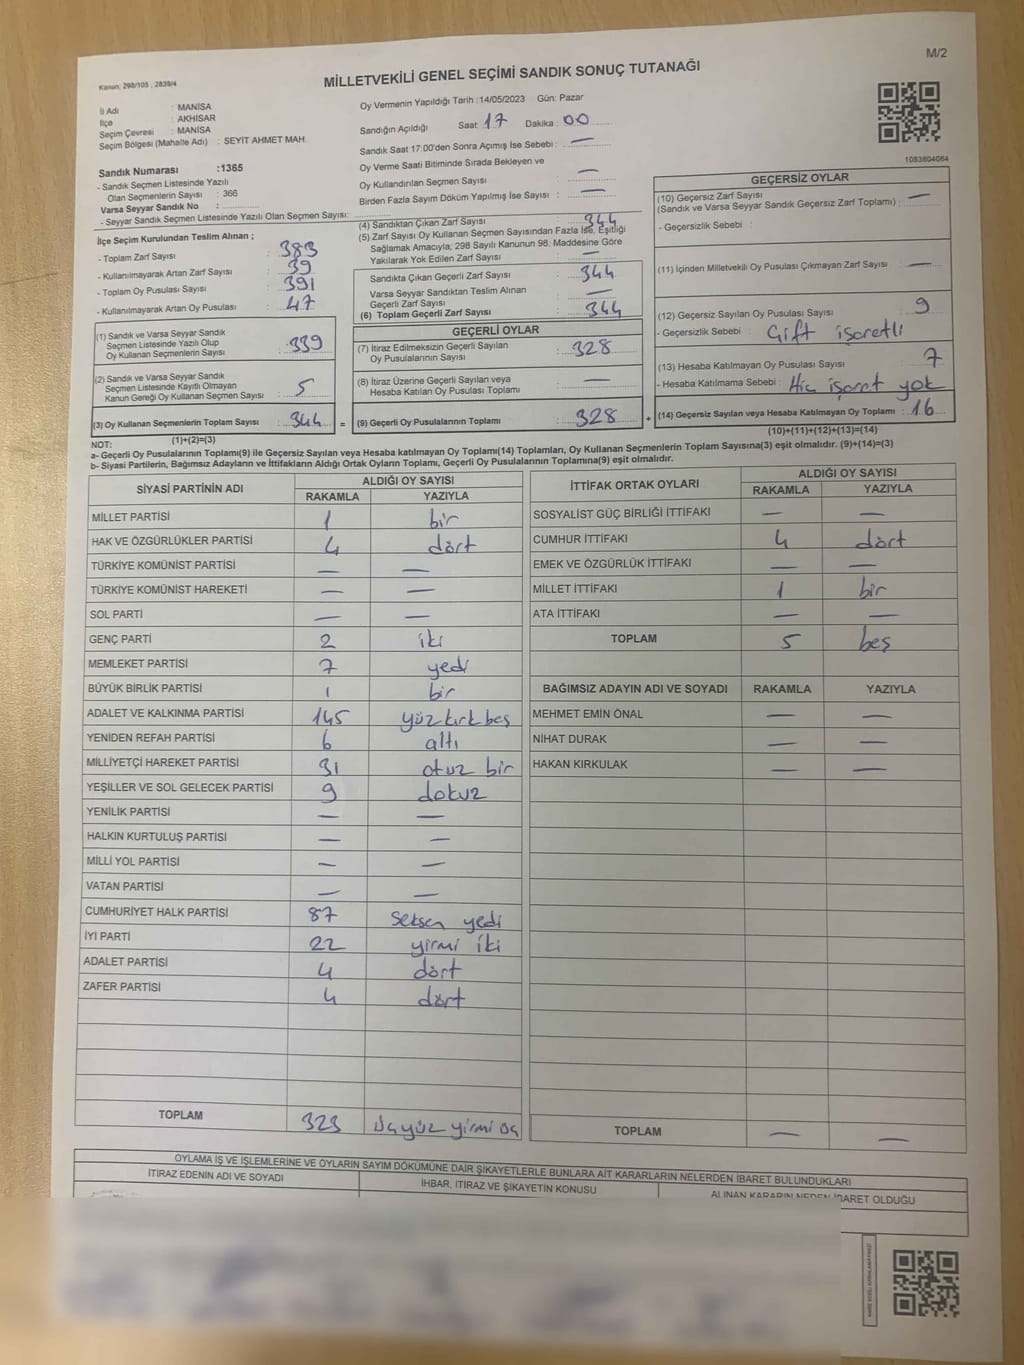 M/2
Kanun, 298/105 , 2839/4
MİLLETVEKİLİ GENEL SEÇİMİ SANDIK SONUÇ TUTANAĞI
İl Adı : MANİSA
İlçe : AKHİSAR
Seçim Çevresi : MANİSA
Seçim Bölgesi (Mahalle Adı) : SEYİT AHMET MAH.
Sandık Numarası :1365
- Sandık Seçmen Listesinde Yazılı
Olan Seçmenlerin Sayısı : 366
Varsa Seyyar Sandık No :
- Seyyar Sandık Seçmen Listesinde Yazılı Olan Seçmen Sayısı:
İlçe Seçim Kurulundan Teslim Alınan ;
- Toplam Zarf Sayısı : 383
- Kullanılmayarak Artan Zarf Sayısı : 39
- Toplam Oy Pusulası Sayısı : 391
- Kullanılmayarak Artan Oy Pusulası : 47
(1) Sandık ve Varsa Seyyar Sandık
Seçmen Listesinde Yazılı Olup
Oy Kullanan Seçmenlerin Sayısı : 339
(2) Sandık ve Varsa Seyyar Sandık
Seçmen Listesinde Kayıtlı Olmayan
Kanun Gereği Oy Kullanan Seçmen Sayısı : 5
(3) Oy Kullanan Seçmenlerin Toplam Sayısı : 344 =
(1)+(2)=(3)
Oy Vermenin Yapıldığı Tarih :14/05/2023 Gün: Pazar
Sandığın Açıldığı Saat: 17 Dakika : 00
Sandık Saat 17:00'den Sonra Açımış İse Sebebi : —
Oy Verme Saati Bitiminde Sırada Bekleyen ve
Oy Kullandırılan Seçmen Sayısı : —
Birden Fazla Sayım Döküm Yapılmış İse Sayısı : —
(4) Sandıktan Çıkan Zarf Sayısı : 344
(5) Zarf Sayısı Oy Kullanan Seçmen Sayısından Fazla İse, Eşitliği
Sağlamak Amacıyla, 298 Sayılı Kanunun 98. Maddesine Göre
Yakılarak Yok Edilen Zarf Sayısı : —
Sandıkta Çıkan Geçerli Zarf Sayısı : 344
Varsa Seyyar Sandıktan Teslim Alınan
Geçerli Zarf Sayısı : —
(6) Toplam Geçerli Zarf Sayısı : 344
GEÇERLİ OYLAR
(7) İtiraz Edilmeksizin Geçerli Sayılan
Oy Pusulalarının Sayısı : 328
(8) İtiraz Üzerine Geçerli Sayılan veya
Hesaba Katılan Oy Pusulası Toplamı : —
(9) Geçerli Oy Pusulalarının Toplamı : 328 +
1083804064
GEÇERSİZ OYLAR
(10) Geçersiz Zarf Sayısı
(Sandık ve Varsa Seyyar Sandık Geçersiz Zarf Toplamı) : —
- Geçersizlik Sebebi :
(11) İçinden Milletvekili Oy Pusulası Çıkmayan Zarf Sayısı : —
(12) Geçersiz Sayılan Oy Pusulası Sayısı : 9
- Geçersizlik Sebebi : Çift işaretli
(13) Hesaba Katılmayan Oy Pusulası Sayısı : 7
- Hesaba Katılmama Sebebi : Hiç işaret yok
(14) Geçersiz Sayılan veya Hesaba Katılmayan Oy Toplamı : 16
(10)+(11)+(12)+(13)=(14)
NOT:
a- Geçerli Oy Pusulalarının Toplamı(9) ile Geçersiz Sayılan veya Hesaba katılmayan Oy Toplamı(14) Toplamları, Oy Kullanan Seçmenlerin Toplam Sayısına(3) eşit olmalıdır. (9)+(14)=(3)
b- Siyasi Partilerin, Bağımsız Adayların ve İttifakların Aldığı Ortak Oyların Toplamı, Geçerli Oy Pusulalarının Toplamına(9) eşit olmalıdır.
SİYASİ PARTİNİN ADI ALDIĞI OY SAYISI
RAKAMLA YAZIYLA
MİLLET PARTİSİ 1 bir
HAK VE ÖZGÜRLÜKLER PARTİSİ 4 dört
TÜRKİYE KOMÜNİST PARTİSİ — —
TÜRKİYE KOMÜNİST HAREKETİ — —
SOL PARTİ — —
GENÇ PARTİ 2 iki
MEMLEKET PARTİSİ 7 yedi
BÜYÜK BİRLİK PARTİSİ 1 bir
ADALET VE KALKINMA PARTİSİ 145 yüz kırk beş
YENİDEN REFAH PARTİSİ 6 altı
MİLLİYETÇİ HAREKET PARTİSİ 31 otuz bir
YEŞİLLER VE SOL GELECEK PARTİSİ 9 dokuz
YENİLİK PARTİSİ — —
HALKIN KURTULUŞ PARTİSİ — —
MİLLİ YOL PARTİSİ — —
VATAN PARTİSİ — —
CUMHURİYET HALK PARTİSİ 87 seksen yedi
İYİ PARTİ 22 yirmi iki
ADALET PARTİSİ 4 dört
ZAFER PARTİSİ 4 dört
TOPLAM 323 üçyüz yirmi üç
İTTİFAK ORTAK OYLARI ALDIĞI OY SAYISI
RAKAMLA YAZIYLA
SOSYALİST GÜÇ BİRLİĞİ İTTİFAKI — —
CUMHUR İTTİFAKI 4 dört
EMEK VE ÖZGÜRLÜK İTTİFAKI — —
MİLLET İTTİFAKI 1 bir
ATA İTTİFAKI — —
TOPLAM 5 beş
BAĞIMSIZ ADAYIN ADI VE SOYADI RAKAMLA YAZIYLA
MEHMET EMİN ÖNAL — —
NİHAT DURAK — —
HAKAN KIRKULAK — —
TOPLAM — —
OYLAMA İŞ VE İŞLEMLERİNE VE OYLARIN SAYIM DÖKÜMÜNE DAİR ŞİKAYETLERLE BUNLARA AİT KARARLARIN NELERDEN İBARET BULUNDUKLARI
İTİRAZ EDENİN ADI VE SOYADI İHBAR, İTİRAZ VE ŞİKAYETİN KONUSU ALINAN KARARIN NEDEN İBARET OLDUĞU